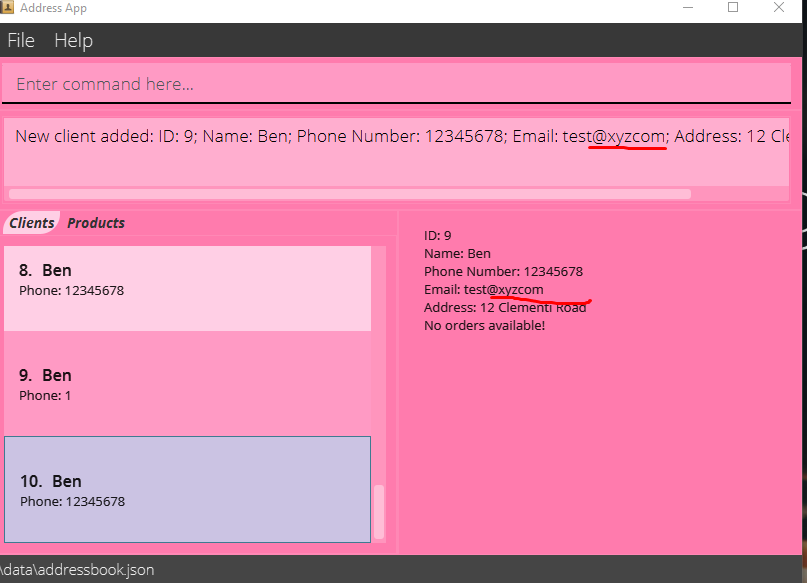 Address App
File Help
Enter command here...
New client added: ID: 9; Name: Ben; Phone Number: 12345678; Email: test@xyzcom; Address: 12 Cle
Clients Products
8. Ben
Phone: 12345678
9. Ben
Phone: 1
10. Ben
Phone: 12345678
ID: 9
Name: Ben
Phone Number: 12345678
Email: test@xyzcom
Address: 12 Clementi Road
No orders available!
\data\addressbook.json